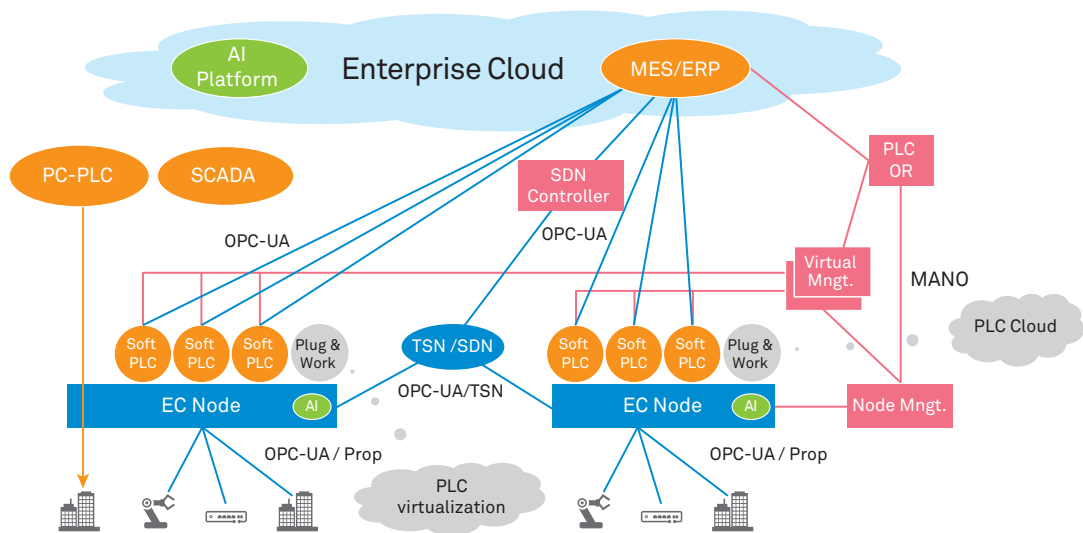 AI
Platform
Enterprise Cloud
MES/ERP
PC-PLC
SCADA
SDN
Controller
PLC
OR
OPC-UA
OPC-UA
Virtual
Mngt.
MANO
PLC Cloud
Soft
PLC
Soft
PLC
Soft
PLC
Plug &
Work
TSN /SDN
Soft
PLC
Soft
PLC
Soft
PLC
Plug &
Work
OPC-UA/TSN
EC Node
AI
EC Node
AI
Node Mngt.
OPC-UA / Prop
OPC-UA / Prop
PLC
virtualization